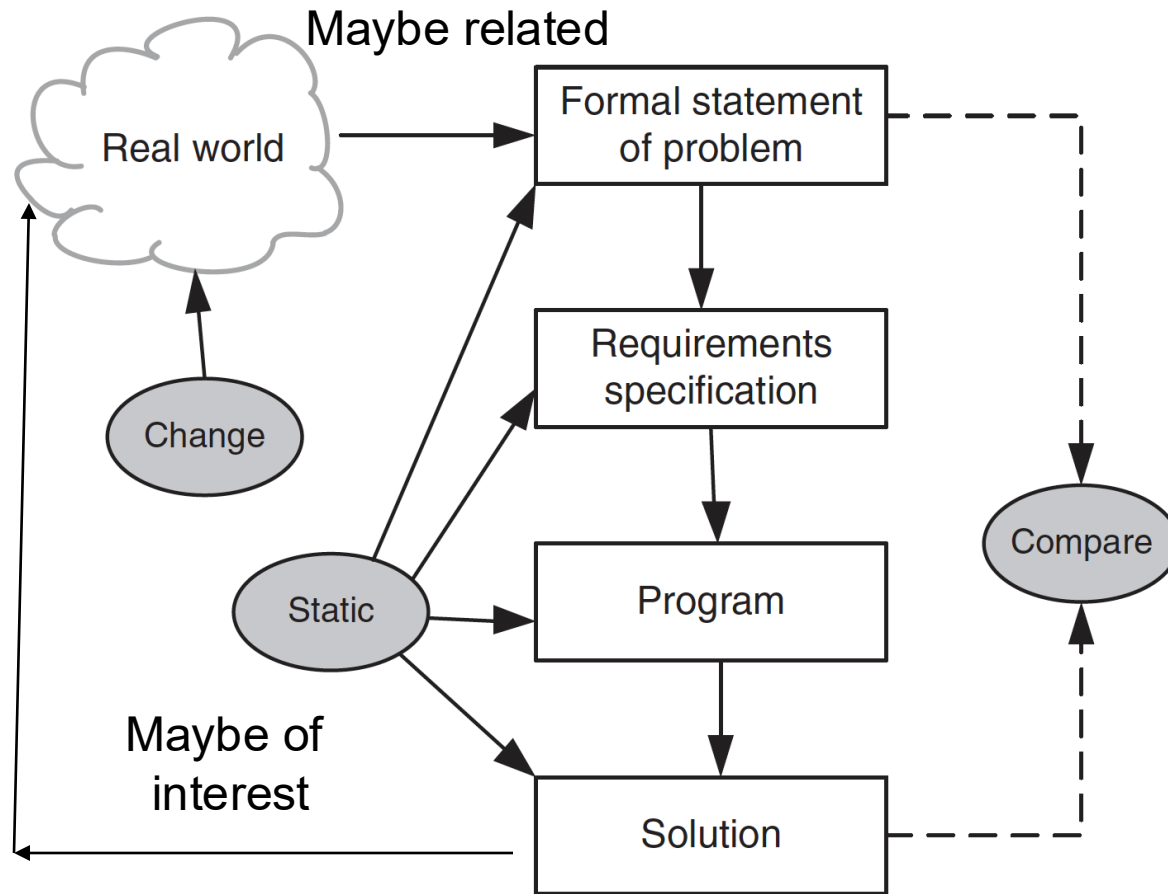 Maybe related
Real world
Formal statement
of problem
Requirements
specification
Change
Compare
Static
Program
Maybe of
interest
Solution